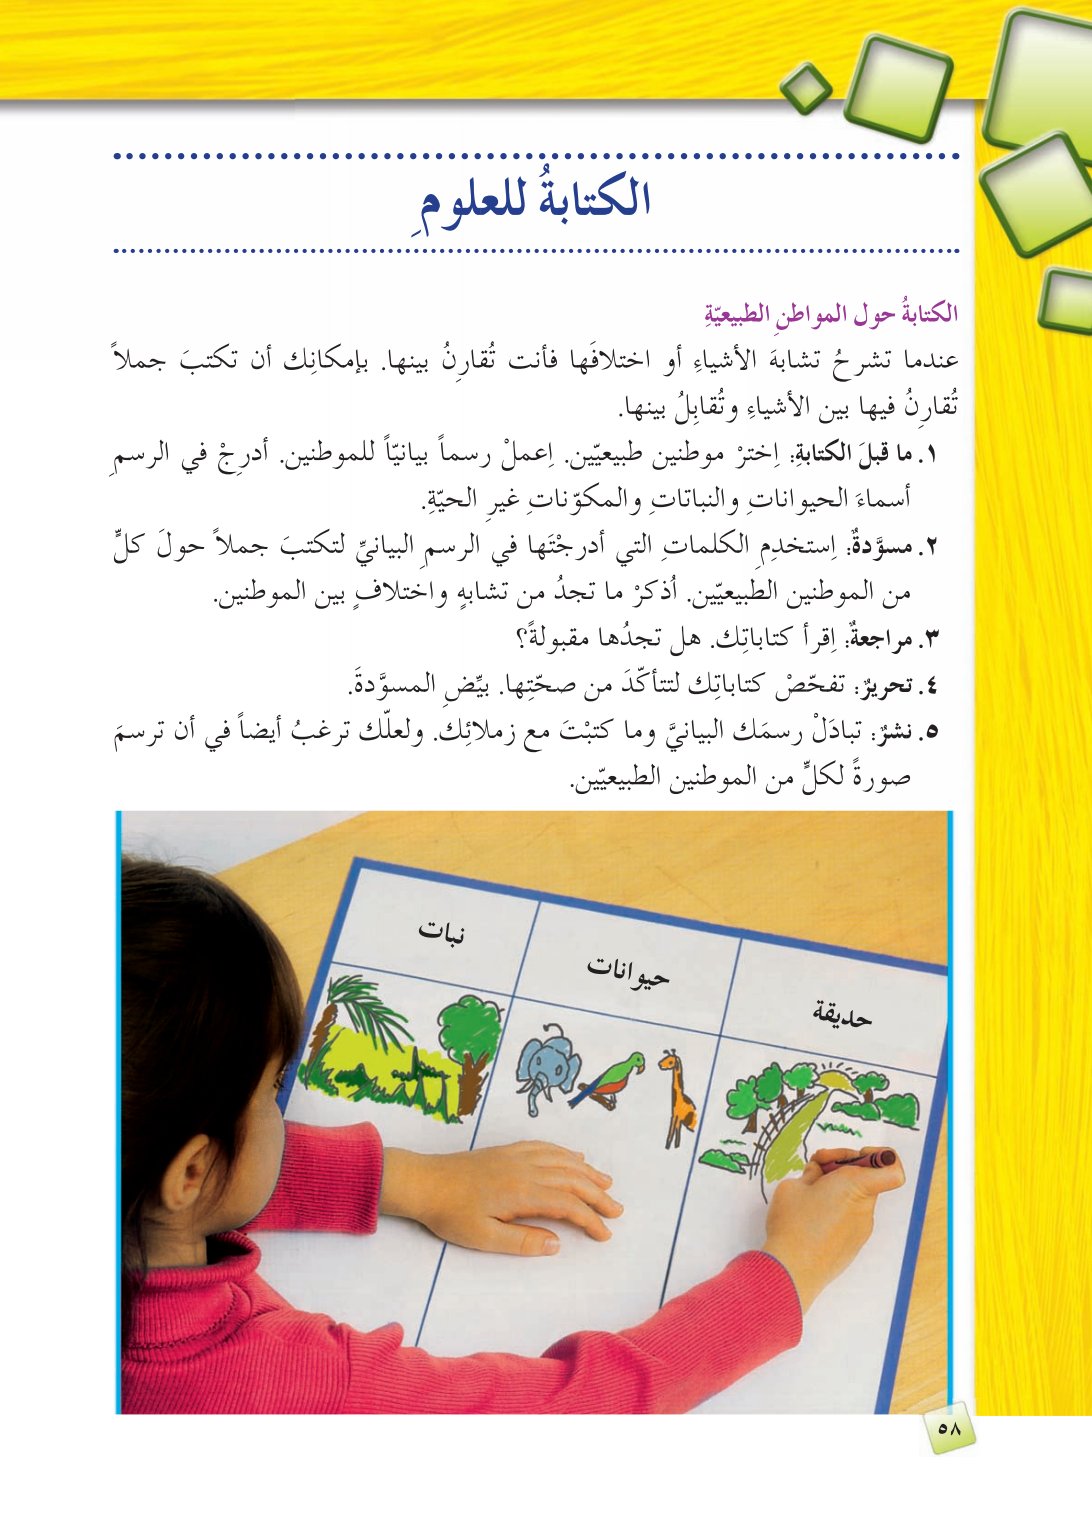 الكتابةُ للعلومِ
الكتابةُ حول المواطنِ الطبيعيّةِ
عندما تشرحُ تشابهَ الأشياءِ أو اختلافَها فأنت تُقارِنُ بينها. بإمكانِك أن تكتبَ جملاً
تُقارِنُ فيها بين الأشياءِ وتُقابِلُ بينها.
١. ما قبلَ الكتابةِ: اِخترْ موطنين طبيعيّين. اِعملْ رسماً بيانيّاً للموطنين. أدرِجْ في الرسمِ
أسماءَ الحيواناتِ والنباتاتِ والمكوّناتِ غيرِ الحيّةِ.
٢. مسوَّدةٌ: اِستخدِمِ الكلماتِ التي أدرجْتَها في الرسمِ البيانيِّ لتكتبَ جملاً حولَ كلٍّ
من الموطنين الطبيعيّين. اُذكرْ ما تجدُ من تشابهٍ واختلافٍ بين الموطنين.
٣. مراجعةٌ: اِقرأ كتاباتِك. هل تجدُها مقبولةً؟
٤. تحريرٌ: تفحّصْ كتاباتِك لتتأكّدَ من صحّتِها. بيِّضِ المسوَّدةَ.
٥. نشرٌ: تبادَلْ رسمَك البيانيَّ وما كتبْتَ مع زملائِك. ولعلّك ترغبُ أيضاً في أن ترسمَ
صورةً لكلٍّ من الموطنين الطبيعيّين.
حديقة
حيوانات
نبات
٥٨